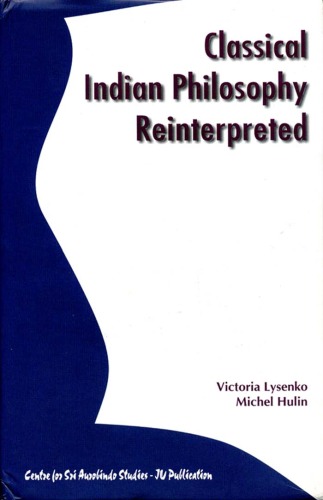 Classical
Indian Philosophy
Reinterpreted
Victoria Lysenko
Michel Hulin
Centre for Sri Aurobindo Studies - JU Publication